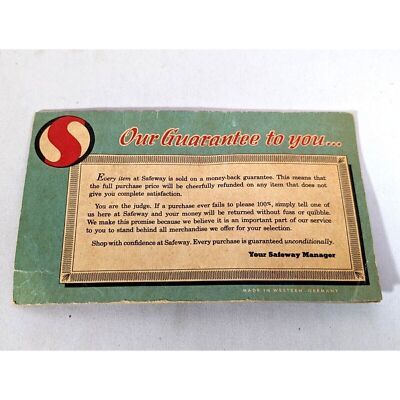 Our Guarantee to you...
Every item at Safeway is sold on a money-back guarantee. This means that
the full purchase price will be cheerfully refunded on any item that does not
give you complete satisfaction.
You are the judge. If a purchase ever fails to please 100%, simply tell one of
us here at Safeway and your money will be returned without fuss or quibble.
We make this promise because we believe it is an important part of our service
to you to stand behind all merchandise we offer for your selection.
Shop with confidence at Safeway. Every purchase is guaranteed unconditionally.
Your Safeway Manager
MADE IN WESTERN-GERMANY